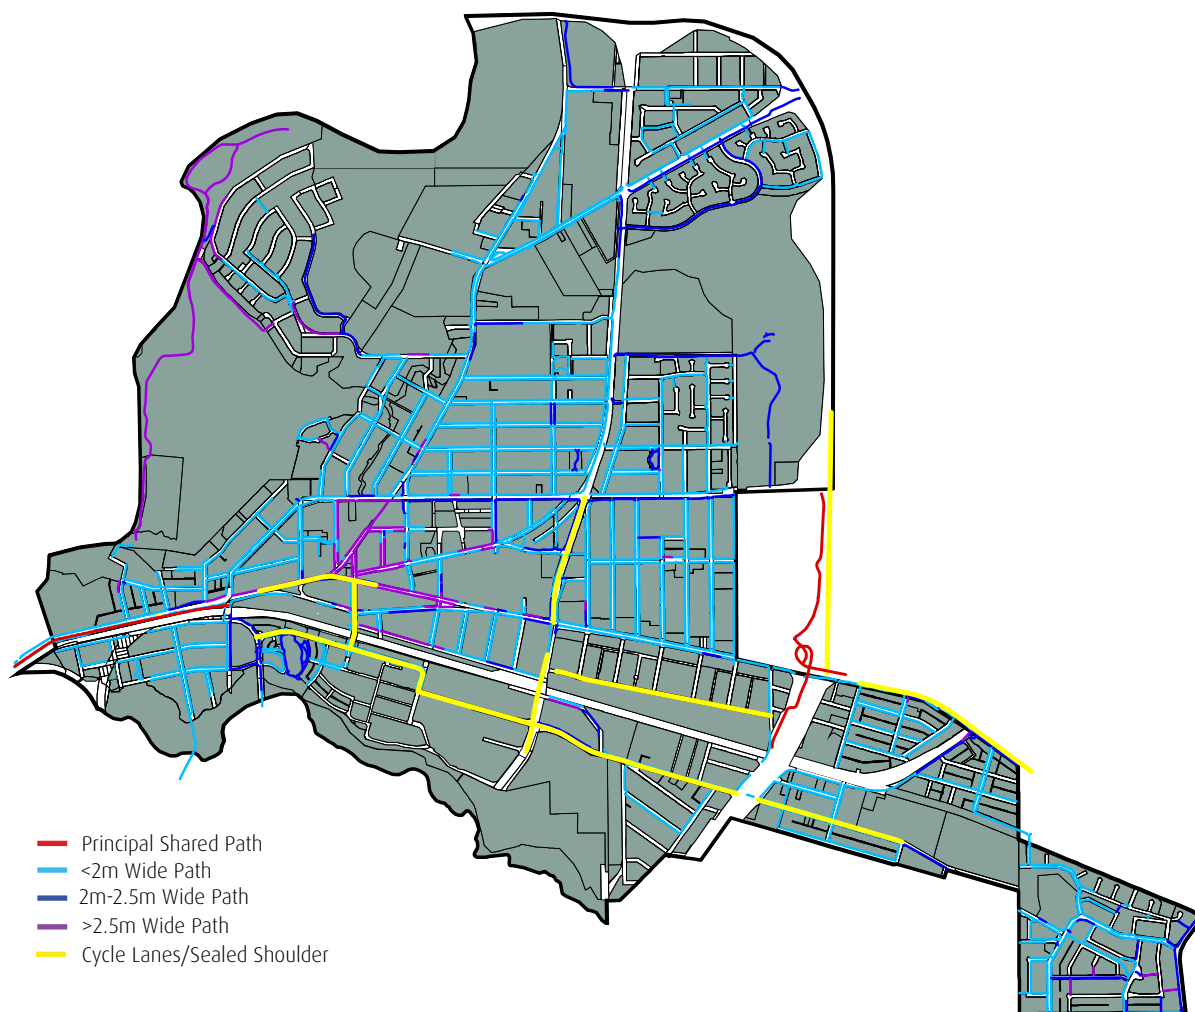 Principal Shared Path
<2m Wide Path
2m-2.5m Wide Path
>2.5m Wide Path
Cycle Lanes/Sealed Shoulder